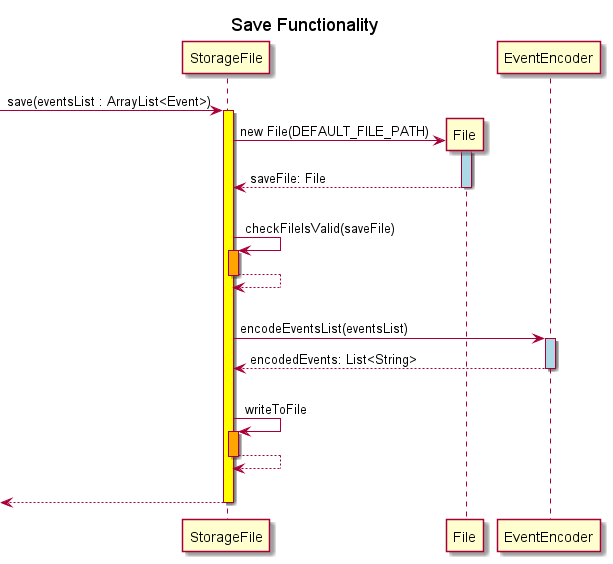 Save Functionality
StorageFile
EventEncoder
save(eventsList : ArrayList<Event>)
new File(DEFAULT_FILE_PATH)
File
saveFile: File
checkFileIsValid(saveFile)
encodeEventsList(eventsList)
encodedEvents: List<String>
writeToFile
StorageFile
File
EventEncoder